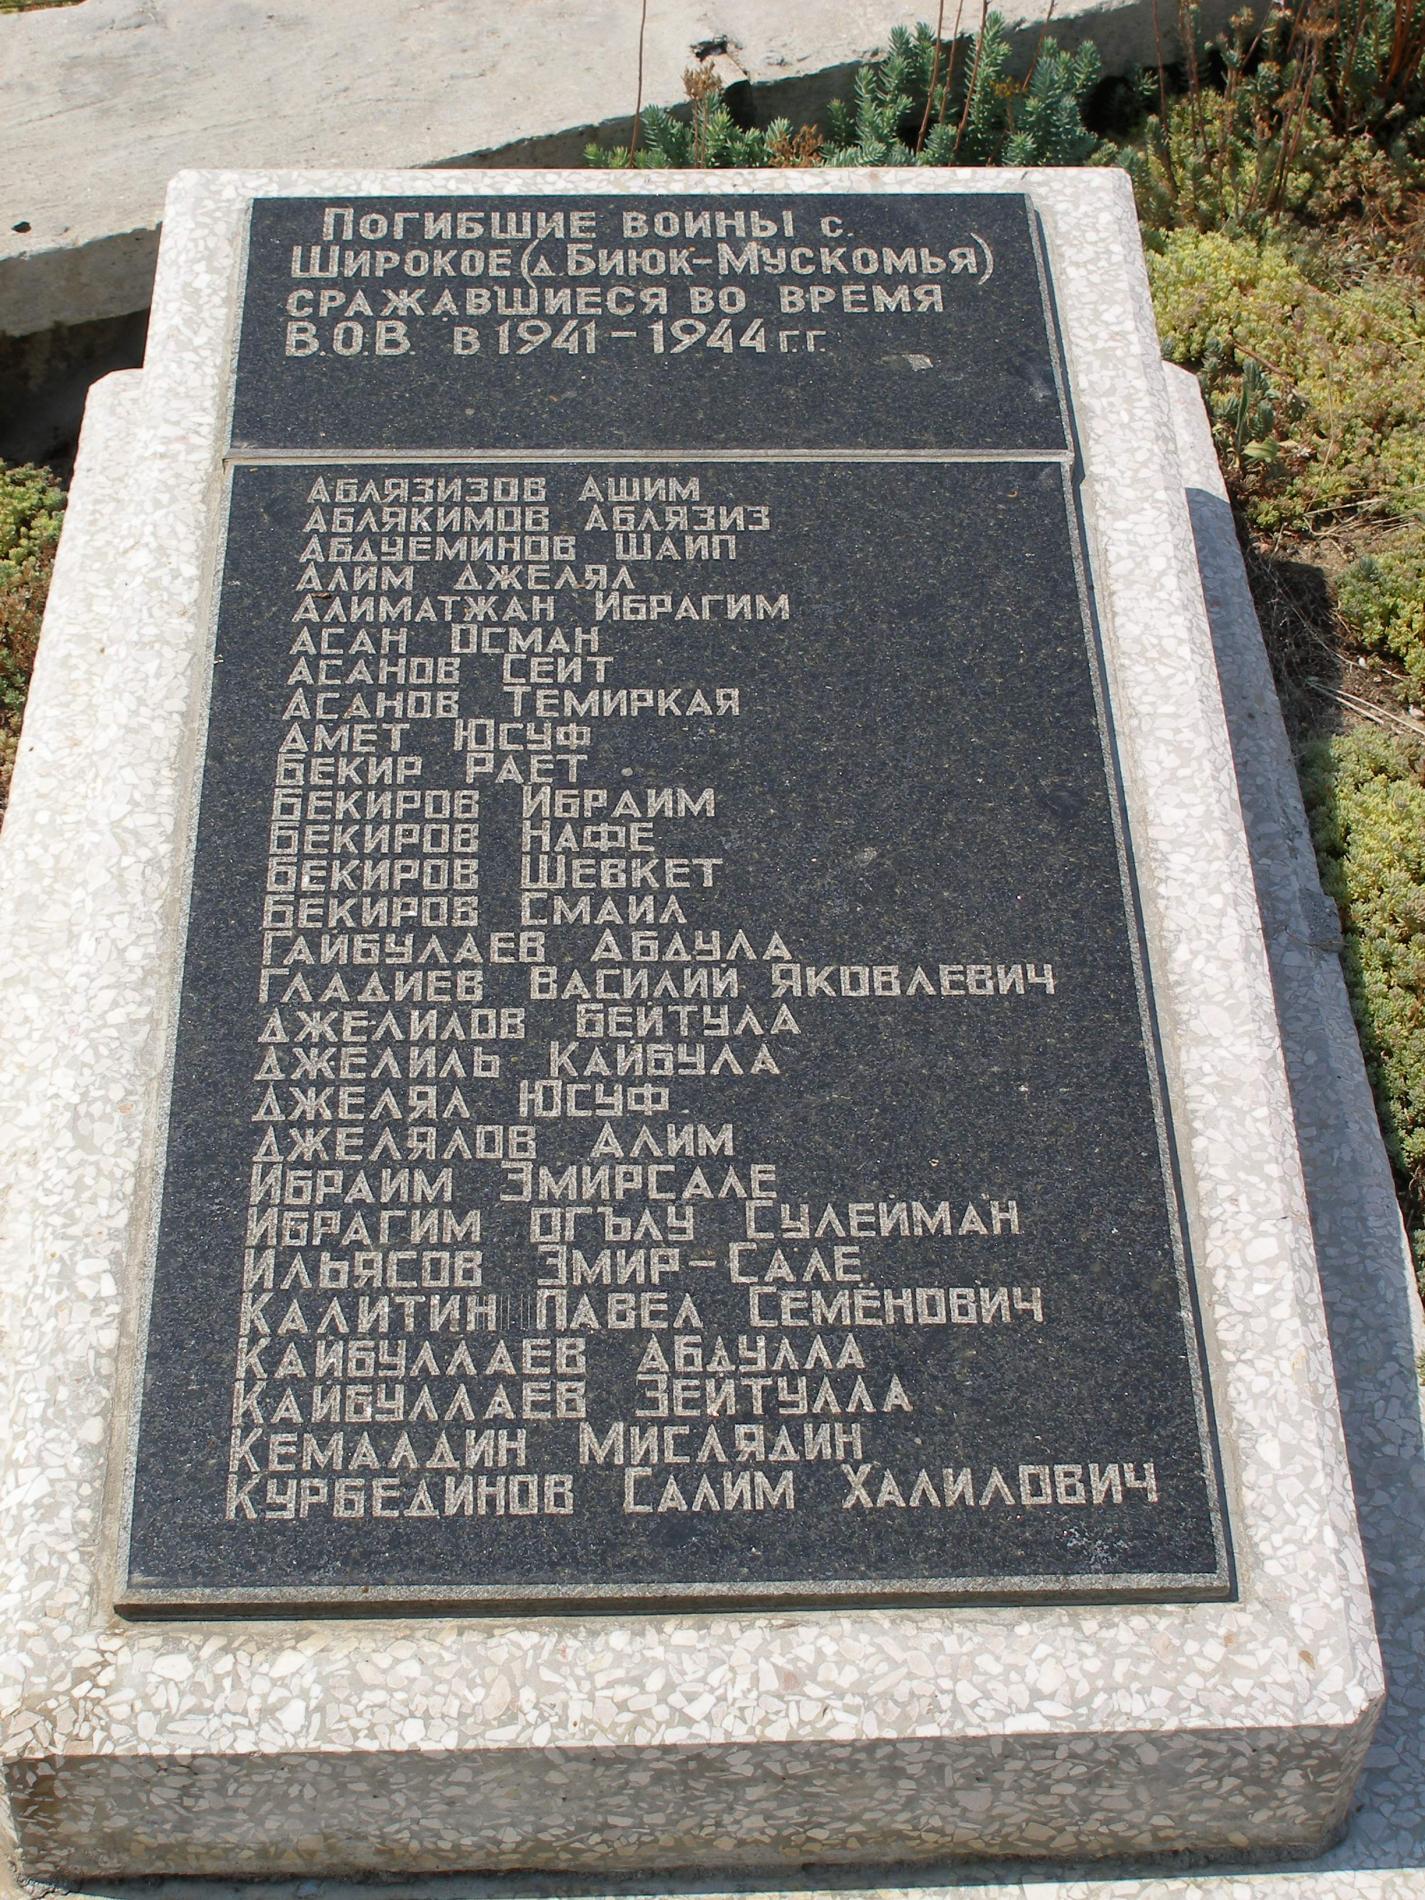 Погибшие воины с.
Широкое (д. Биюк-Мускомья)
сражавшиеся во время
В.О.В. в 1941-1944 г.г.
Аблязизов Ашим
Аблякимов Аблязиз
Абдуеминов Шаип
Алим Джелял
Алиматжан Ибрагим
Асан Осман
Асанов Сеит
Асанов Темиркая
Амет Юсуф
Бекир Рает
Бекиров Ибраим
Бекиров Нафе
Бекиров Шевкет
Бекиров Смаил
Гайбулаев Абдула
Гладиев Василий Яковлевич
Джелилов Бейтула
Джелиль Кайбула
Джелял Юсуф
Джелялов Алим
Ибраим Эмирсале
Ибрагим огълу Сулейман
Ильясов Эмир-Сале
Калитин Павел Семёнович
Кайбуллаев Абдулла
Кайбуллаев Зейтулла
Кемалдин Мислядин
Курбединов Салим Халилович